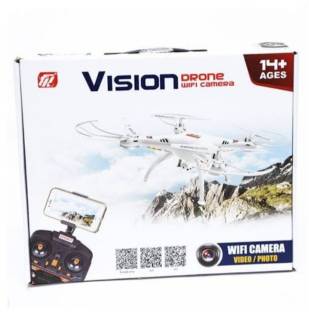 VISION DRONE
WIFI CAMERA
14+
AGES
WIFI CAMERA
VIDEO / PHOTO